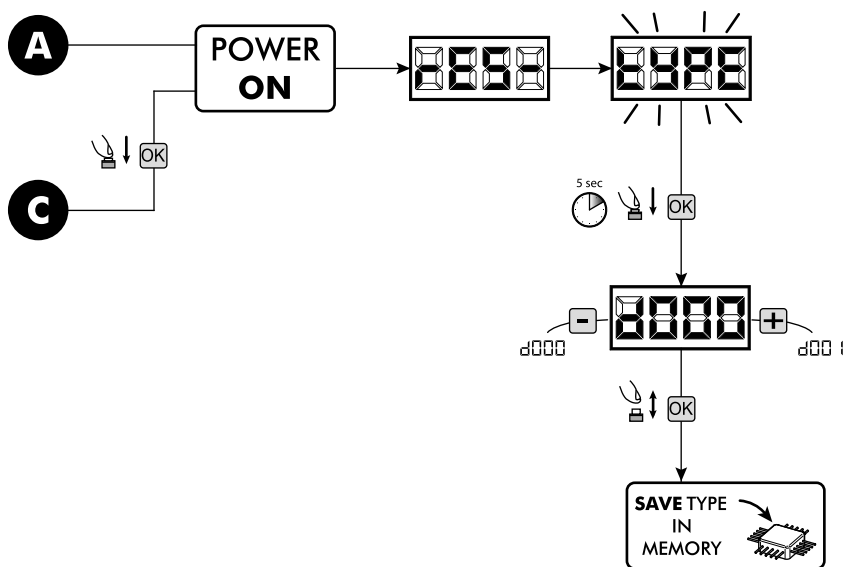 A
POWER
ON
rES-
tYPE
OK
C
5 sec
OK
-
d000
+
d000
d001
OK
SAVE TYPE
IN
MEMORY